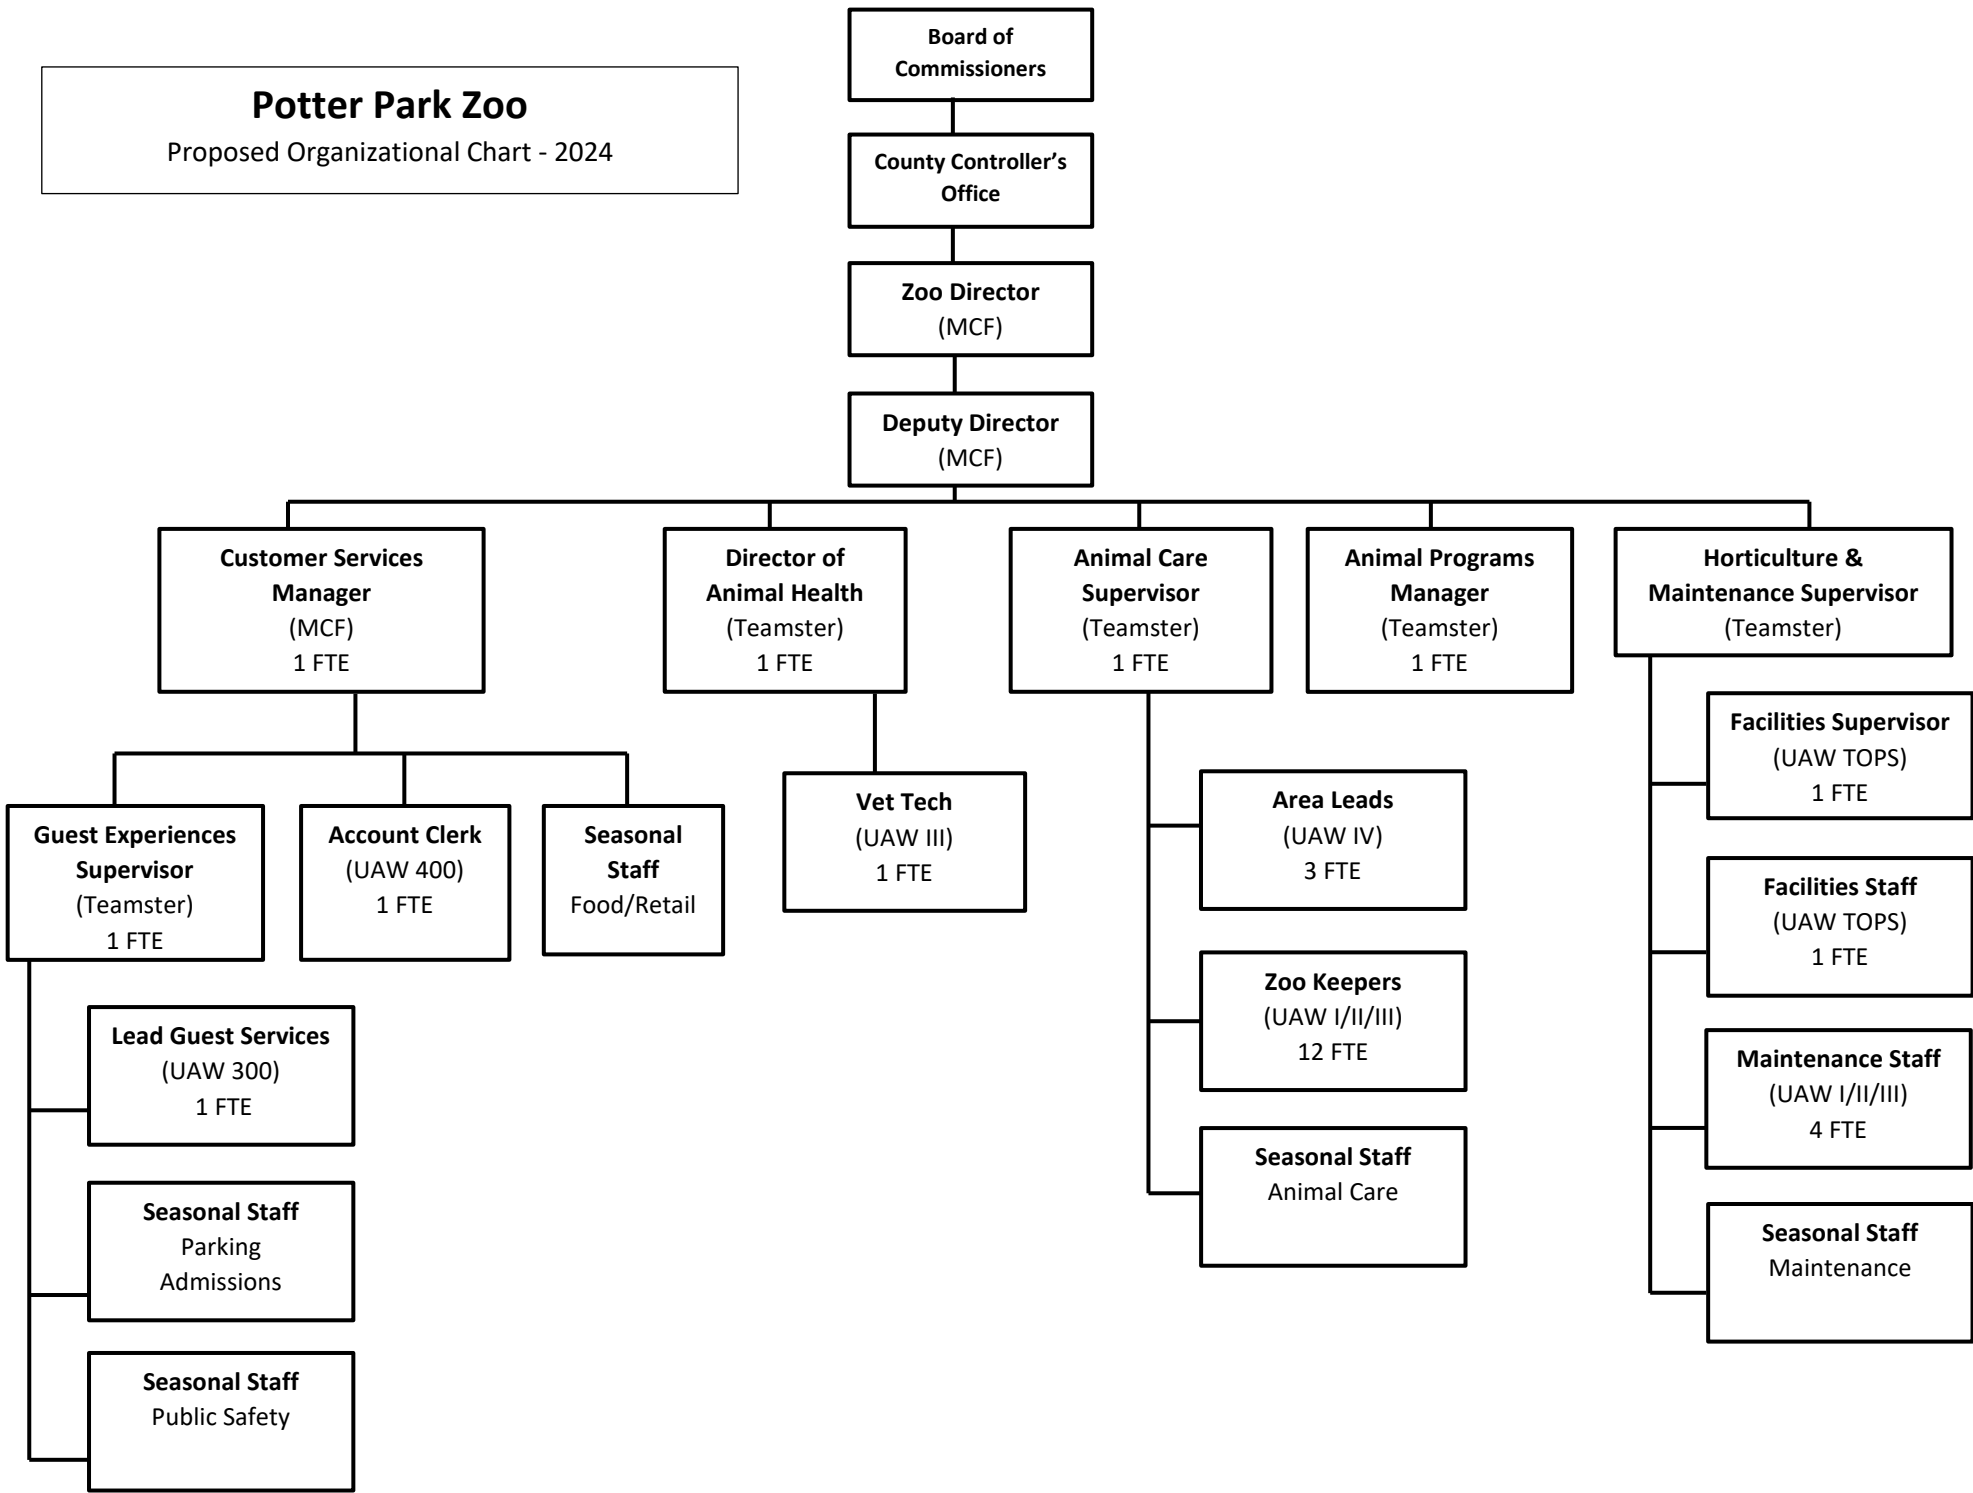 Potter Park Zoo
Proposed Organizational Chart - 2024
Board of
Commissioners
County Controller’s
Office
Zoo Director
(MCF)
Deputy Director
(MCF)
Customer Services
Manager
(MCF)
1 FTE
Director of
Animal Health
(Teamster)
1 FTE
Animal Care
Supervisor
(Teamster)
1 FTE
Animal Programs
Manager
(Teamster)
1 FTE
Horticulture &
Maintenance Supervisor
(Teamster)
Guest Experiences
Supervisor
(Teamster)
1 FTE
Account Clerk
(UAW 400)
1 FTE
Seasonal
Staff
Food/Retail
Lead Guest Services
(UAW 300)
1 FTE
Seasonal Staff
Parking
Admissions
Seasonal Staff
Public Safety
Vet Tech
(UAW III)
1 FTE
Area Leads
(UAW IV)
3 FTE
Zoo Keepers
(UAW I/II/III)
12 FTE
Seasonal Staff
Animal Care
Facilities Supervisor
(UAW TOPS)
1 FTE
Facilities Staff
(UAW TOPS)
1 FTE
Maintenance Staff
(UAW I/II/III)
4 FTE
Seasonal Staff
Maintenance